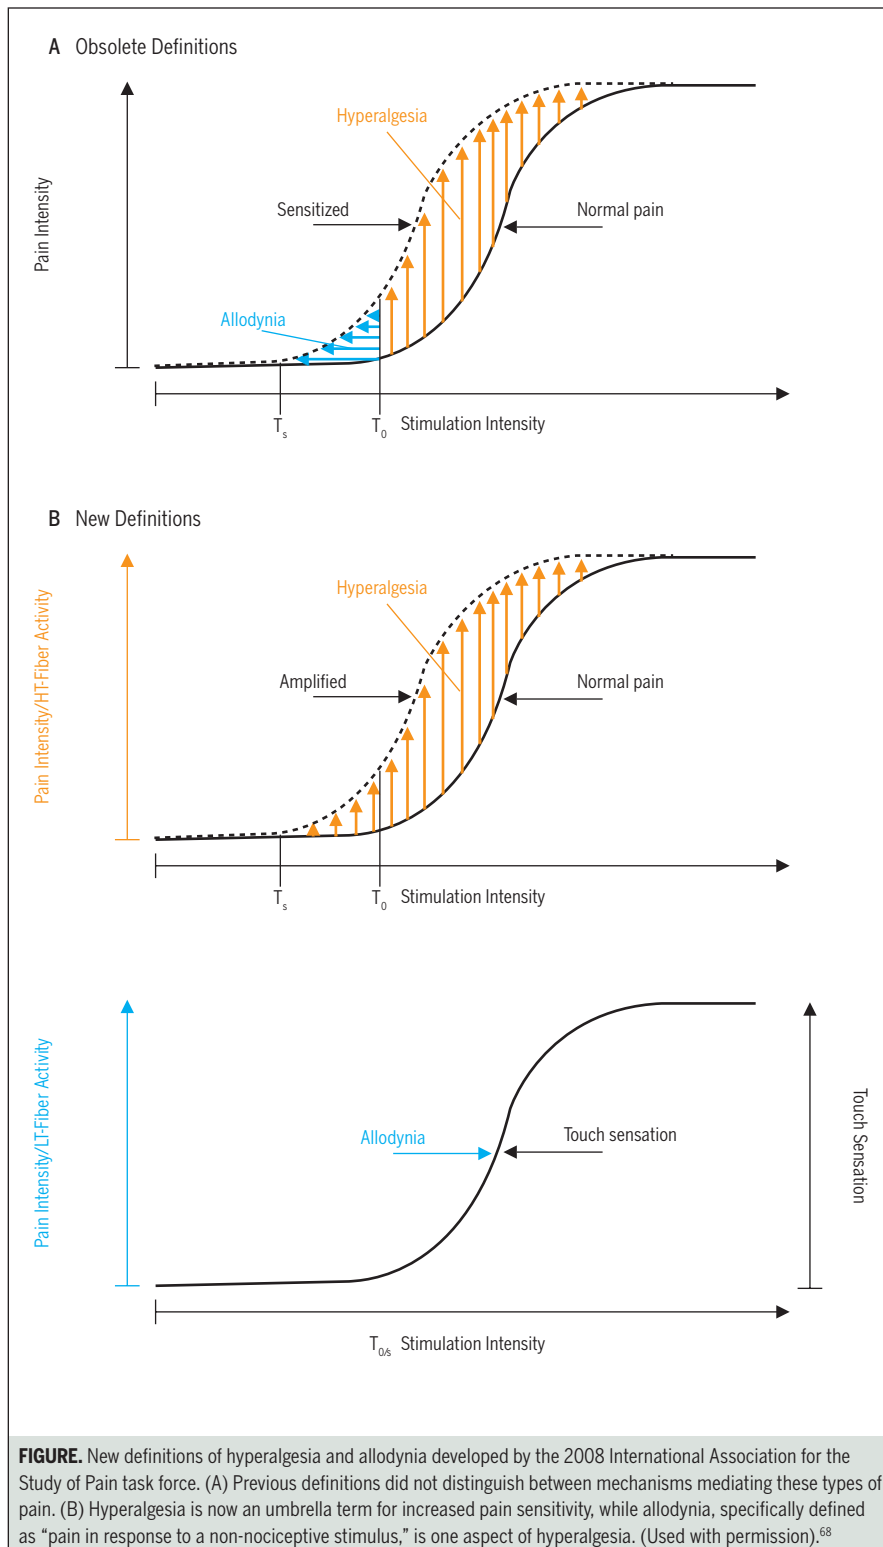 A Obsolete Definitions
Pain Intensity
Hyperalgesia
Sensitized
Normal pain
Allodynia
Ts
T0
Stimulation Intensity
B New Definitions
Pain Intensity/HT-Fiber Activity
Hyperalgesia
Amplified
Normal pain
Ts
T0
Stimulation Intensity
Pain Intensity/LT-Fiber Activity
Allodynia
Touch sensation
Touch Sensation
T0/s Stimulation Intensity
FIGURE. New definitions of hyperalgesia and allodynia developed by the 2008 International Association for the
Study of Pain task force. (A) Previous definitions did not distinguish between mechanisms mediating these types of
pain. (B) Hyperalgesia is now an umbrella term for increased pain sensitivity, while allodynia, specifically defined
as “pain in response to a non-nociceptive stimulus,” is one aspect of hyperalgesia. (Used with permission).68